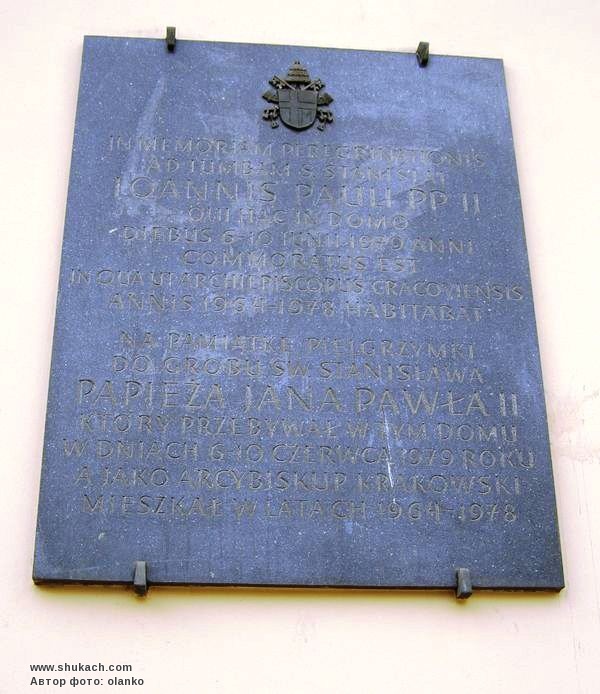 IN MEMORIAM PEREGRINATIONIS
AD TUMBAM S. STANISLAI
IOANNIS PAULI PP II
QUI HAC IN DOMO
DIEBUS 6-10 IUNII 1979 ANNI
COMMORATUS EST
IN QUA UT ARCHIEPISCOPUS CRACOVIENSIS
ANNIS 1964-1978 HABITABAT
NA PAMIĄTKĘ PIELGRZYMKI
DO GROBU ŚW STANISŁAWA
PAPIEŻA JANA PAWŁA II
KTÓRY PRZEBYWAŁ W TYM DOMU
W DNIACH 6-10 CZERWCA 1979 ROKU
A JAKO ARCYBISKUP KRAKOWSKI
MIESZKAŁ W LATACH 1964-1978
www.shukach.com
Автор фото: olanko